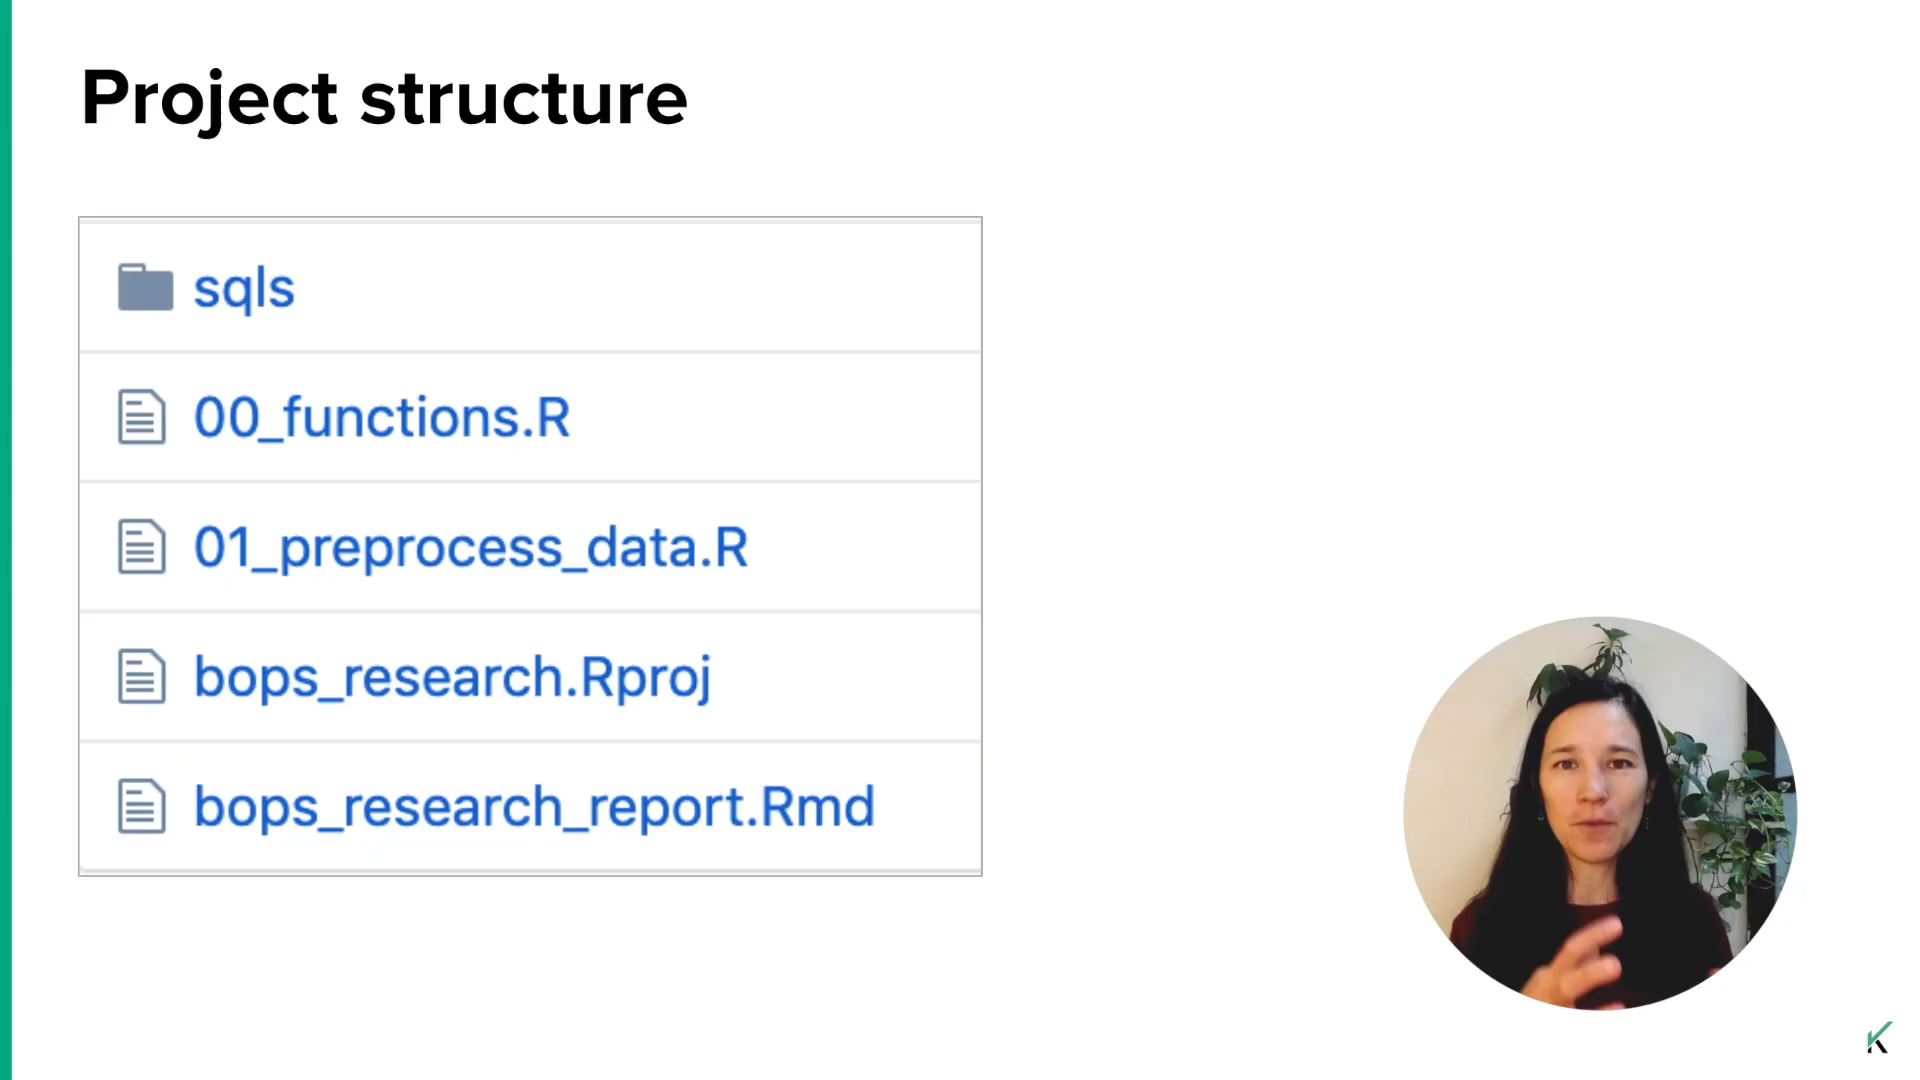 Project structure
sqls
00_functions.R
01_preprocess_data.R
bops_research.Rproj
bops_research_report.Rmd